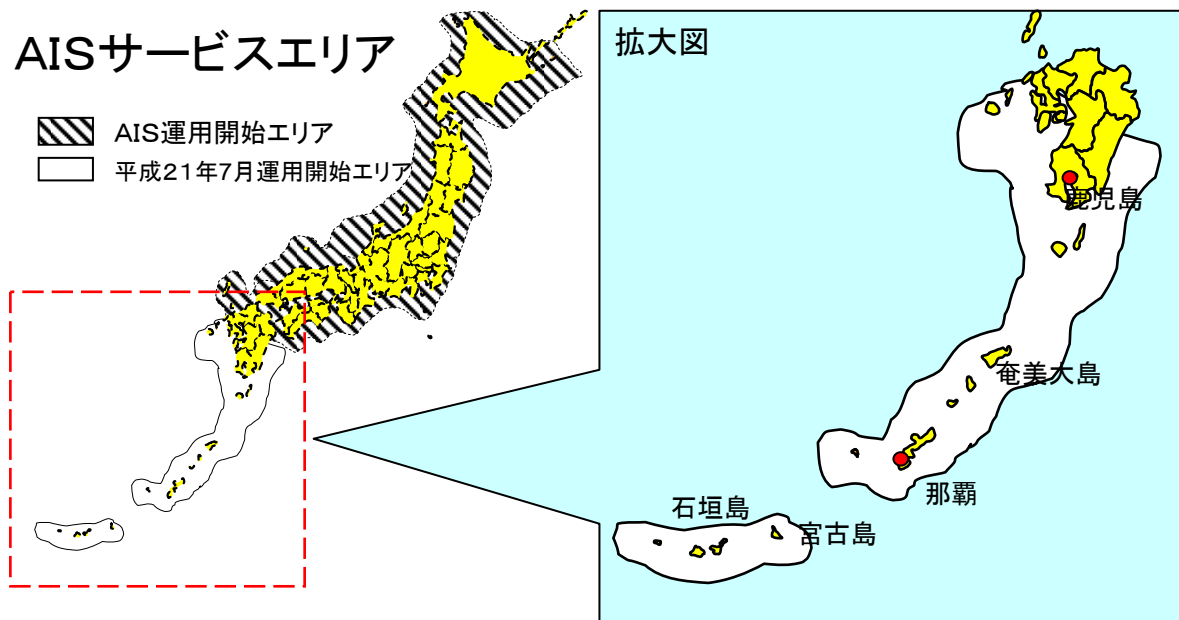 AISサービスエリア
AIS運用開始エリア
平成21年7月運用開始エリア
拡大図
鹿児島
奄美大島
那覇
石垣島
宮古島